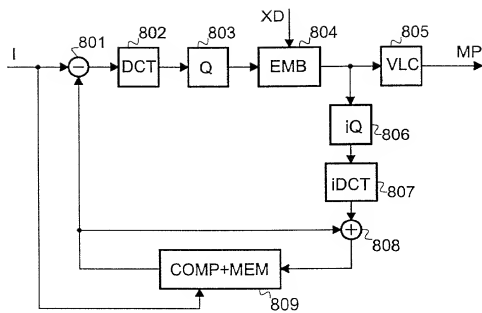 XD
I
801
802
803
804
805
MP
−
DCT
Q
EMB
VLC
iQ
806
iDCT
807
+
808
COMP+MEM
809